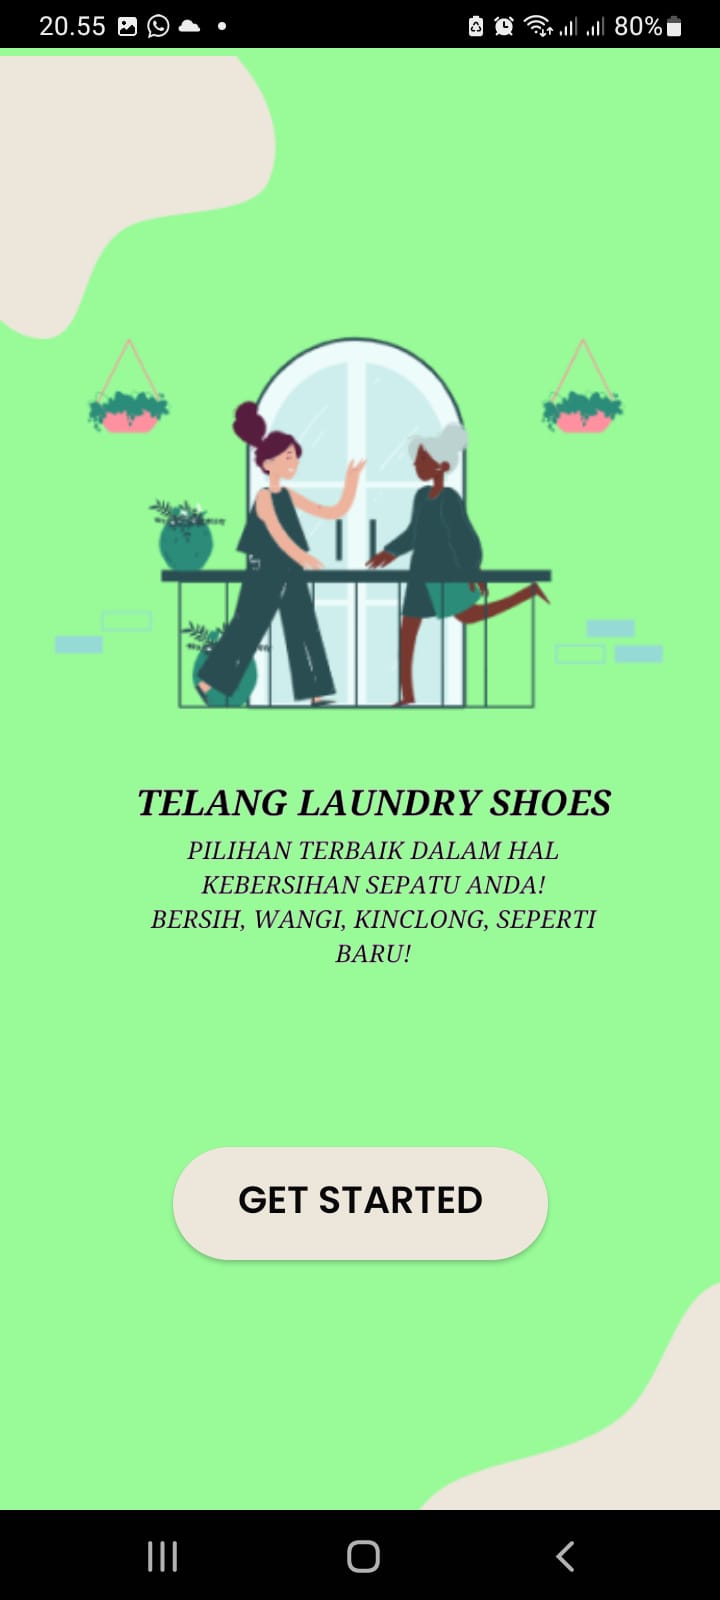 20.55
80%
TELANG LAUNDRY SHOES
PILIHAN TERBAIK DALAM HAL
KEBERSIHAN SEPATU ANDA!
BERSIH, WANGI, KINCLONG, SEPERTI
BARU!
GET STARTED